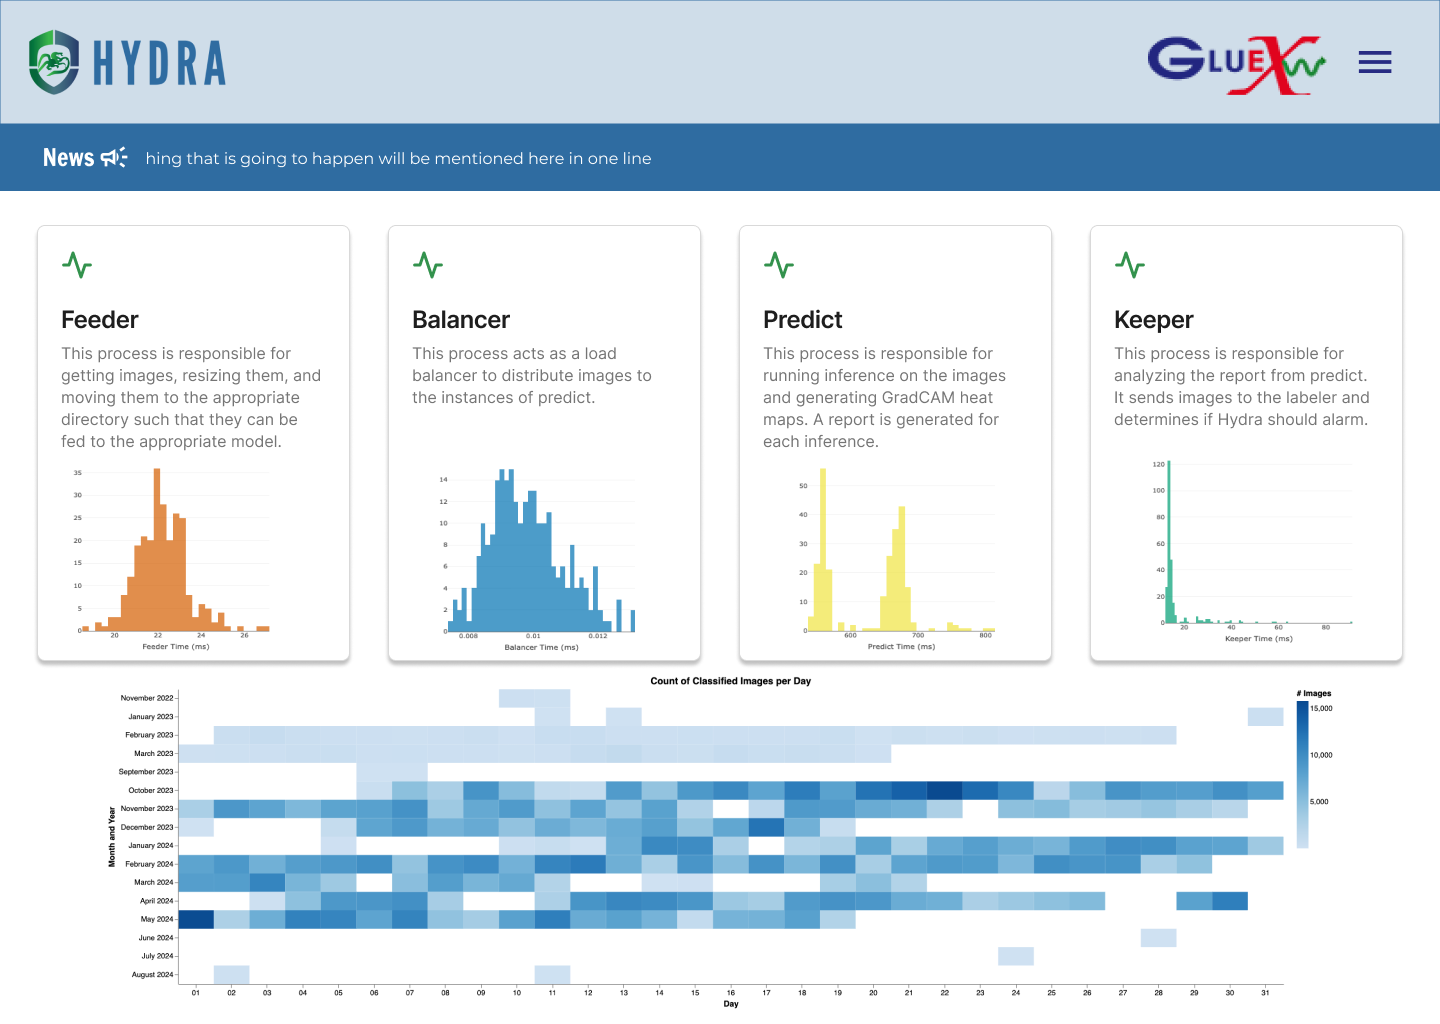 HYDRA
GLUEX
News
hing that is going to happen will be mentioned here in one line
Feeder
This process is responsible for
getting images, resizing them, and
moving them to the appropriate
directory such that they can be
fed to the appropriate model.
35
30
25
20
15
10
5
0
20
22
24
26
Feeder Time (ms)
Balancer
This process acts as a load
balancer to distribute images to
the instances of predict.
14
12
10
8
6
4
2
0
0.008
0.01
0.012
Balancer Time (ms)
Predict
This process is responsible for
running inference on the images
and generating GradCAM heat
maps. A report is generated for
each inference.
50
40
30
20
10
0
600
700
800
Predict Time (ms)
Keeper
This process is responsible for
analyzing the report from predict.
It sends images to the labeler and
determines if Hydra should alarm.
120
100
80
60
40
20
0
20
40
60
80
Keeper Time (ms)
Count of Classified Images per Day
Month and Year
November 2022
January 2023
February 2023
March 2023
September 2023
October 2023
November 2023
December 2023
January 2024
February 2024
March 2024
April 2024
May 2024
June 2024
July 2024
August 2024
01 02 03 04 05 06 07 08 09 10 11 12 13 14 15 16 17 18 19 20 21 22 23 24 25 26 27 28 29 30 31
Day
# Images
15,000
10,000
5,000